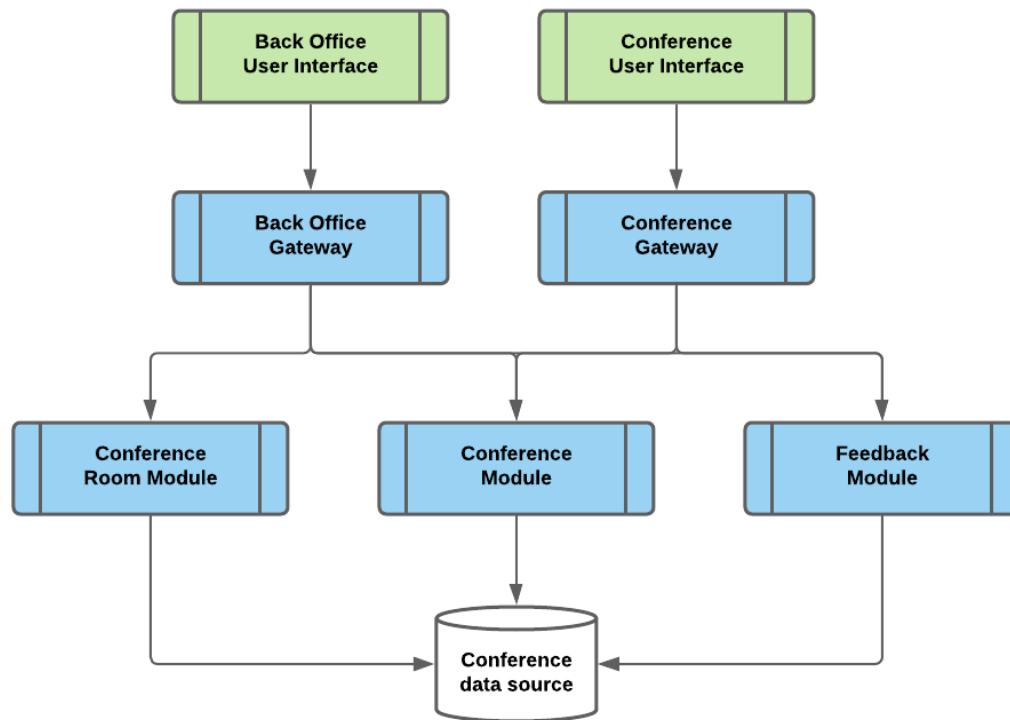 Back Office
User Interface
Conference
User Interface
Back Office
Gateway
Conference
Gateway
Conference
Room Module
Conference
Module
Feedback
Module
Conference
data source